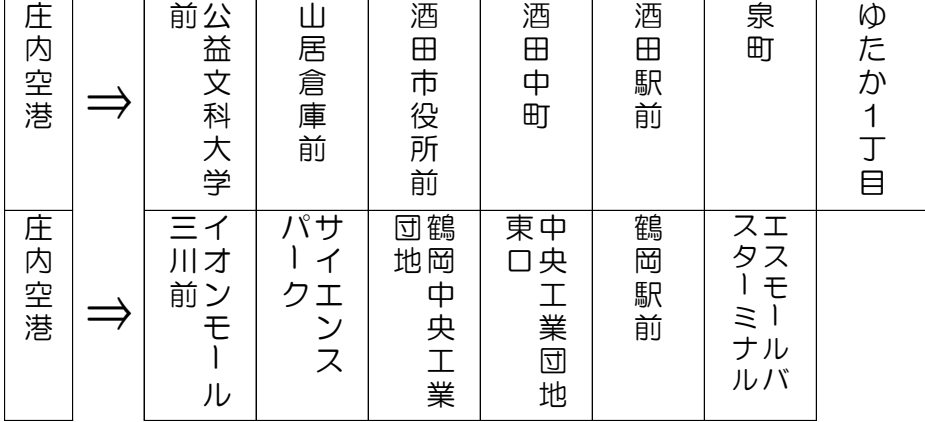 庄内空港
⇒
公益文科大学
前
山居倉庫前
酒田市役所前
酒田中町
酒田駅前
泉町
ゆたか1丁目
庄内空港
⇒
イオンモール
三川前
サイエンス
パーク
鶴岡中央工業
団地
中央工業団地
東口
鶴岡駅前
エスモールバ
スターミナル